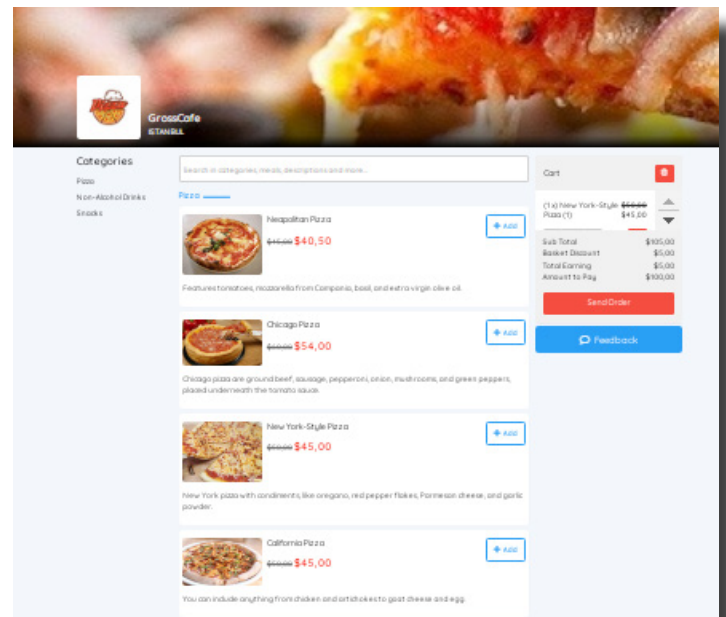 GrossCafe
ISTANBUL
Categories
Pizza
Non-Alcohol Drinks
Snacks
Search in categories, meals, descriptions and more...
Pizza
Neapolitan Pizza
$45,00 $40,50
Add
Features tomatoes, mozzarella from Campania, basil, and extra virgin olive oil.
Chicago Pizza
$60,00 $54,00
Add
Chicago pizza are ground beef, sausage, pepperoni, onion, mushrooms, and green peppers,
placed underneath the tomato sauce.
New York-Style Pizza
$50,00 $45,00
Add
New York pizza with condiments, like oregano, red pepper flakes, Parmesan cheese, and garlic
powder.
California Pizza
$50,00 $45,00
Add
You can include anything from chicken and artichokes to goat cheese and egg.
Cart
(1x) New York-Style $50,00
Pizza (1) $45,00
Sub Total $105,00
Basket Discount $5,00
Total Earning $5,00
Amount to Pay $100,00
Send Order
Feedback